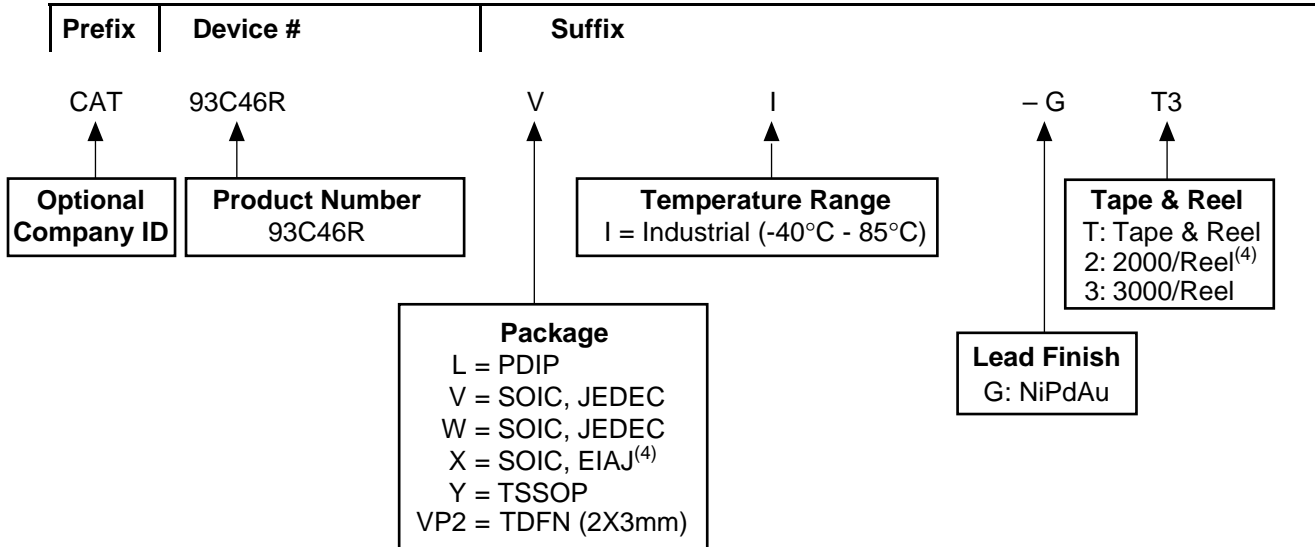 Prefix Device # Suffix
CAT 93C46R V I – G T3
Optional
Company ID
Product Number
93C46R
Temperature Range
I = Industrial (-40°C - 85°C)
Tape & Reel
T: Tape & Reel
2: 2000/Reel(4)
3: 3000/Reel
Package
L = PDIP
V = SOIC, JEDEC
W = SOIC, JEDEC
X = SOIC, EIAJ(4)
Y = TSSOP
VP2 = TDFN (2X3mm)
Lead Finish
G: NiPdAu